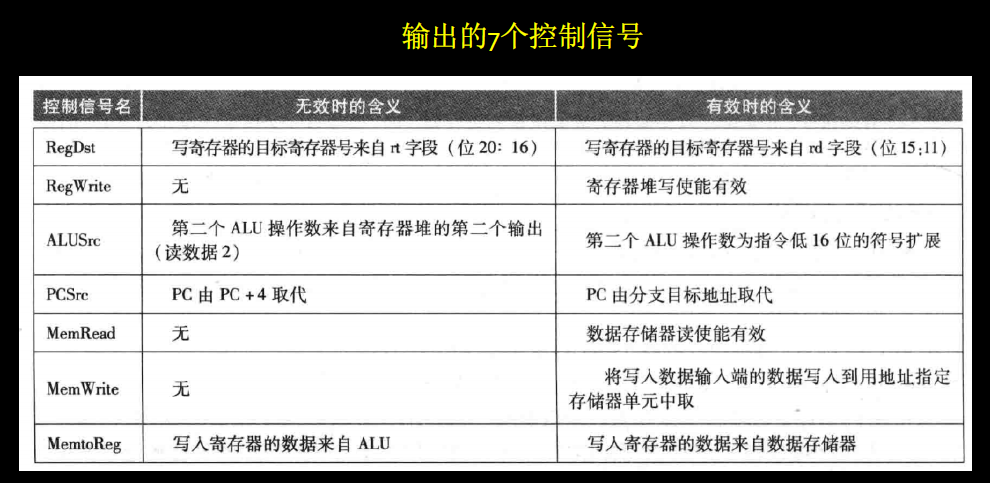 输出的7个控制信号
控制信号名 无效时的含义 有效时的含义
RegDst 写寄存器的目标寄存器号来自 rt 字段（位20：16） 写寄存器的目标寄存器号来自 rd 字段（位15:11）
RegWrite 无 寄存器堆写使能有效
ALUSrc 第二个 ALU 操作数来自寄存器堆的第二个输出
（读数据2） 第二个 ALU 操作数为指令低16位的符号扩展
PCSrc PC 由 PC+4 取代 PC 由分支目标地址取代
MemRead 无 数据存储器读使能有效
MemWrite 无 将写入数据输入端的数据写入到用地址指定
存储器单元中取
MemtoReg 写入寄存器的数据来自 ALU 写入寄存器的数据来自数据存储器